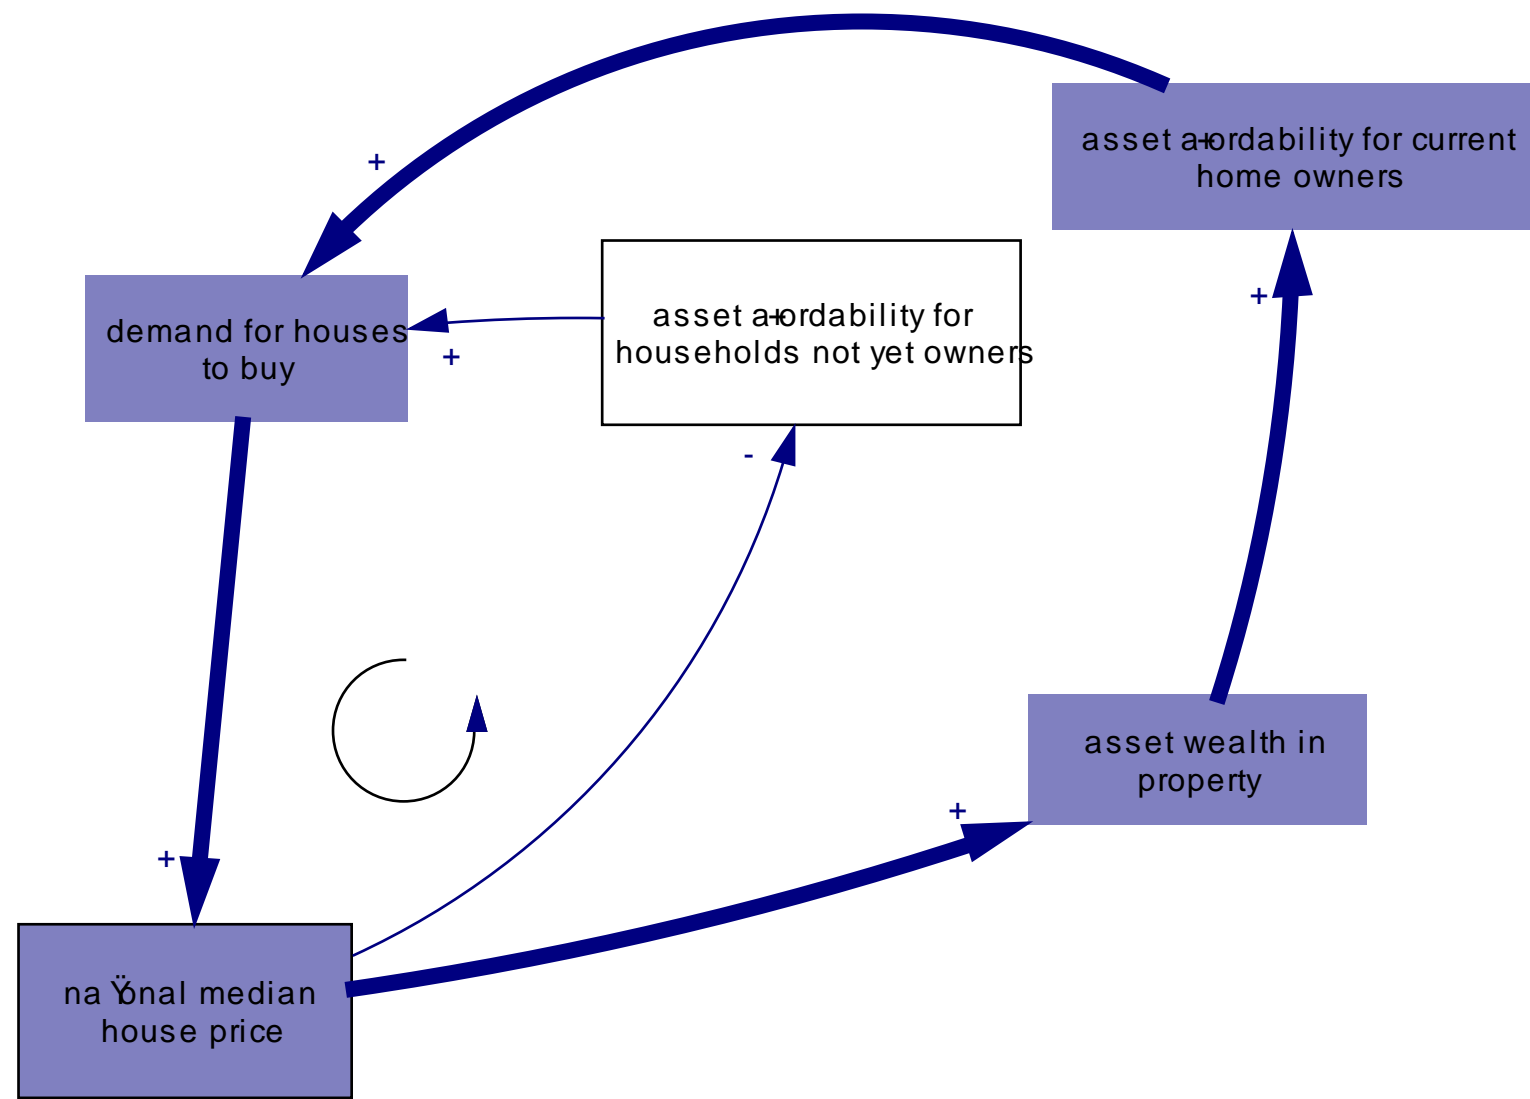 +
asset a+ordability for current
home owners
+
asset a+ordability for
households not yet owners
demand for houses
to buy
+
-
asset wealth in
property
+
+
na Ÿonal median
house price